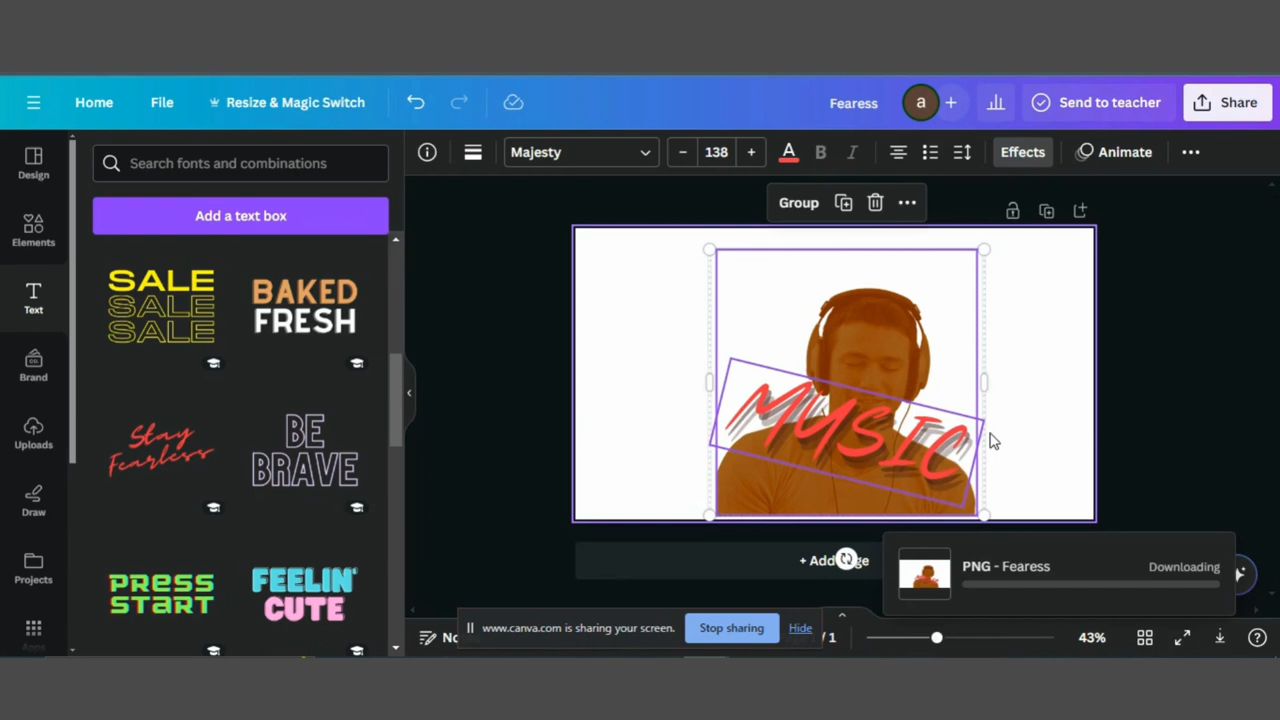 Home File Resize & Magic Switch Fearess a + Send to teacher Share
Search fonts and combinations
Majesty − 138 + A B I Effects Animate
Add a text box
Group
Design
Elements
Text
Brand
Uploads
Draw
Projects
Apps
SALE
SALE
SALE
BAKED
FRESH
Stay
Fearless
BE
BRAVE
PRESS
START
FEELIN'
CUTE
MUSIC
PNG - Fearess Downloading
www.canva.com is sharing your screen. Stop sharing Hide
/ 1 43%